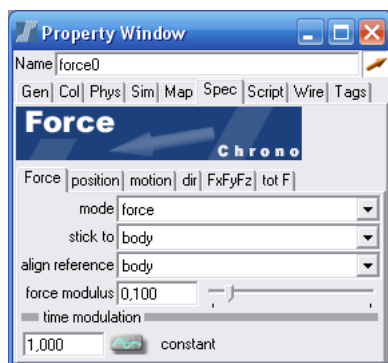 Property Window
Name force0
Gen Col Phys Sim Map Spec Script Wire Tags
Force
Chrono
Force position motion dir FxFyFz tot F
mode force
stick to body
align reference body
force modulus 0,100
time modulation
1,000 constant